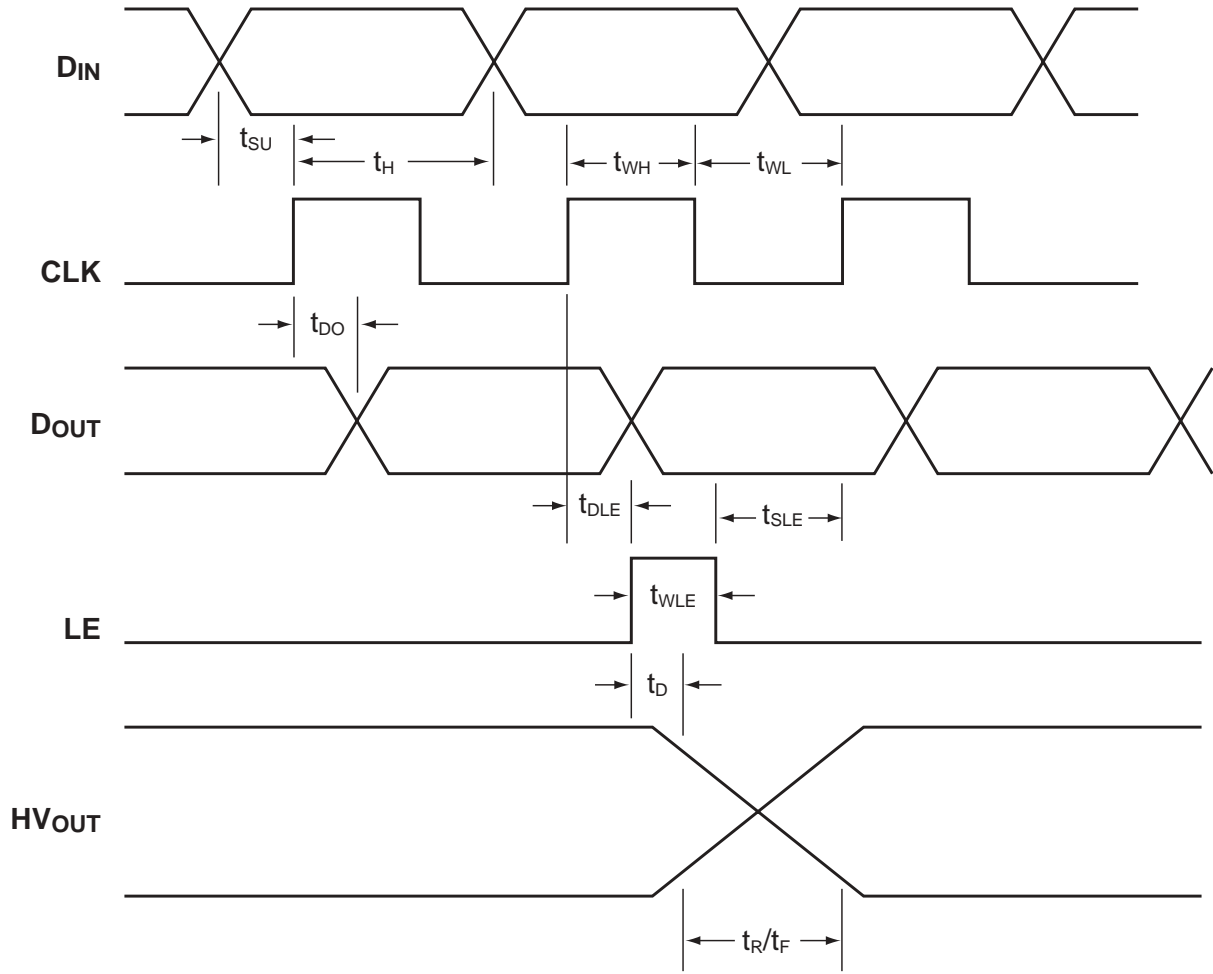 DIN
tSU
tH
tWH
tWL
CLK
tDO
DOUT
tDLE
tSLE
tWLE
LE
tD
HVOUT
tR/tF